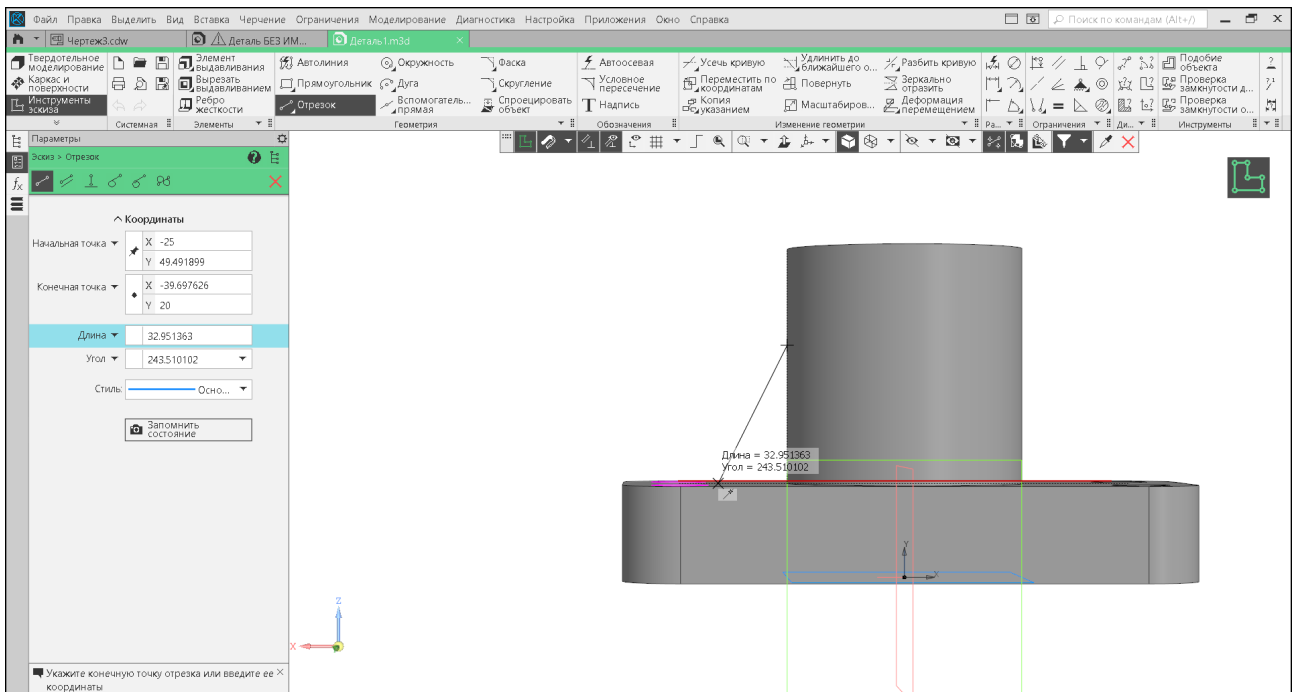 Файл Правка Выделить Вид Вставка Черчение Ограничения Моделирование Диагностика Настройка Приложения Окно Справка
Поиск по командам (Alt+/)
Чертеж3.cdw
Деталь БЕЗ ИМ...
Деталь1.m3d
Твердотельное моделирование
Каркас и поверхности
Инструменты эскиза
Системная
Элемент выдавливания
Вырезать выдавливанием
Ребро жесткости
Элементы
Автолиния
Окружность
Фаска
Прямоугольник
Дуга
Скругление
Отрезок
Вспомогатель... прямая
Спроецировать объект
Геометрия
Автоосевая
Условное пересечение
Надпись
Обозначения
Усечь кривую
Удлинить до ближайшего о...
Разбить кривую
Переместить по координатам
Повернуть
Зеркально отразить
Копия указанием
Масштабиров...
Деформация перемещением
Изменение геометрии
Ра...
Ограничения
Ди...
Подобие объекта
Проверка замкнутости д...
Проверка замкнутости о...
Инструменты
Параметры
Эскиз > Отрезок
Координаты
Начальная точка
X -25
Y 49.491899
Конечная точка
X -39.697626
Y 20
Длина 32.951363
Угол 243.510102
Стиль: Осно...
Запомнить состояние
Длина = 32.951363
Угол = 243.510102
Y
X
Z
X
Укажите конечную точку отрезка или введите ее
координаты